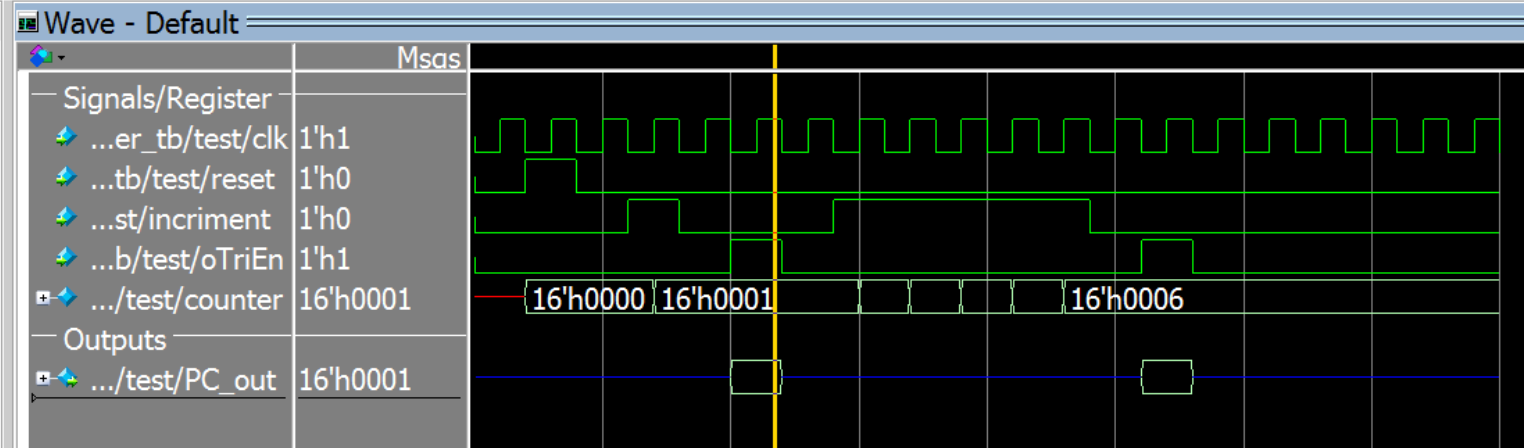 Wave - Default
Msgs
Signals/Register
...er_tb/test/clk 1'h1
...tb/test/reset 1'h0
...st/incriment 1'h0
...b/test/oTriEn 1'h1
.../test/counter 16'h0001 16'h0000 16'h0001 16'h0006
Outputs
.../test/PC_out 16'h0001